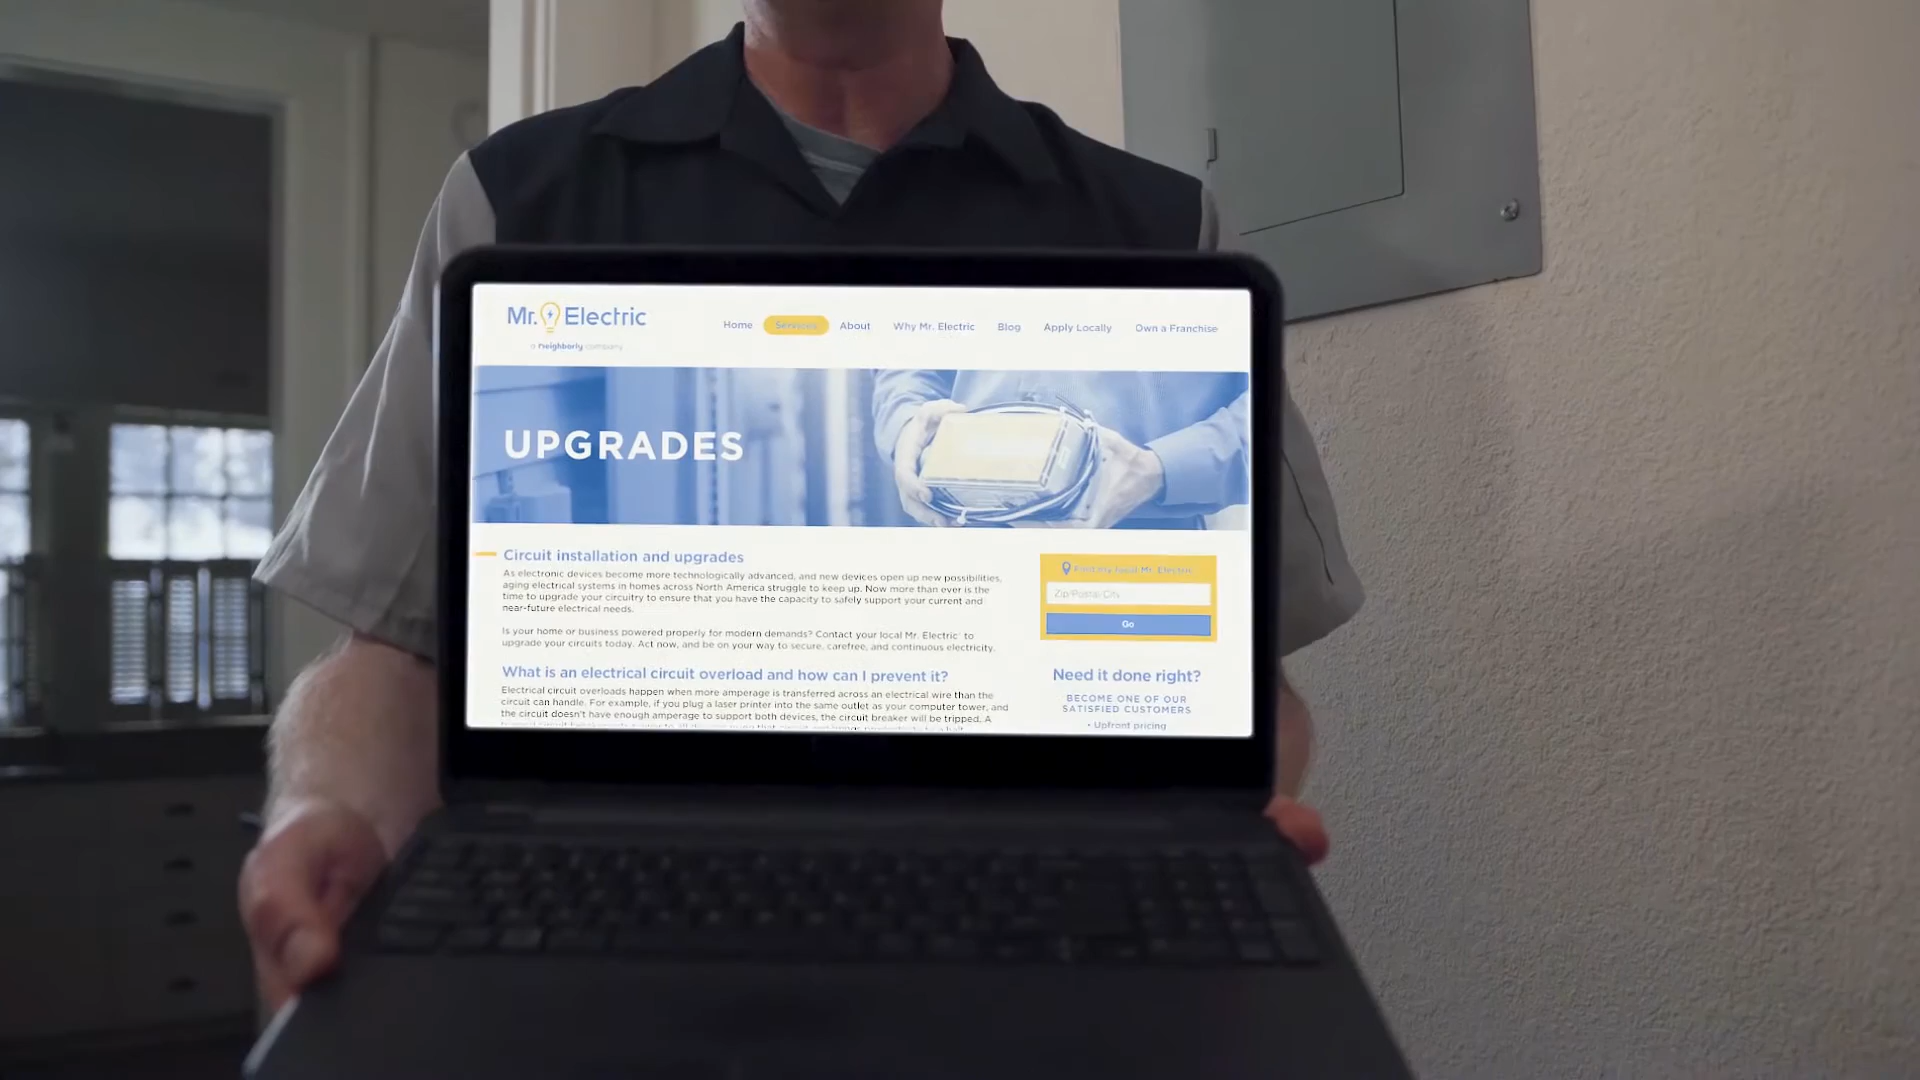 Mr. Electric
a neighborly company
Home Services About Why Mr. Electric Blog Apply Locally Own a Franchise
UPGRADES
Circuit installation and upgrades
As electronic devices become more technologically advanced, and new devices open up new possibilities,
aging electrical systems in homes across North America struggle to keep up. Now more than ever is the
time to upgrade your circuitry to ensure that you have the capacity to safely support your current and
near-future electrical needs.
Is your home or business powered properly for modern demands? Contact your local Mr. Electric® to
upgrade your circuits today. Act now, and be on your way to secure, carefree, and continuous electricity.
What is an electrical circuit overload and how can I prevent it?
Electrical circuit overloads happen when more amperage is transferred across an electrical wire than the
circuit can handle. For example, if you plug a laser printer into the same outlet as your computer tower, and
the circuit doesn't have enough amperage to support both devices, the circuit breaker will be tripped. A
Find my local Mr. Electric
Zip/Postal/City
Go
Need it done right?
BECOME ONE OF OUR
SATISFIED CUSTOMERS
• Upfront pricing